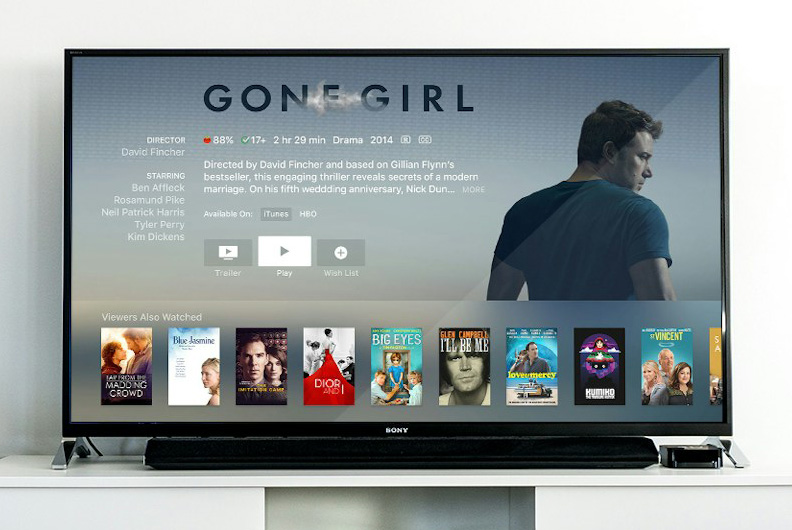 GONE GIRL
DIRECTOR
David Fincher
STARRING
Ben Affleck
Rosamund Pike
Neil Patrick Harris
Tyler Perry
Kim Dickens
88% 17+ 2 hr 29 min Drama 2014 CC
Directed by David Fincher and based on Gillian Flynn's
bestseller, this engaging thriller reveals secrets of a modern
marriage. On his fifth weddding anniversary, Nick Dun... MORE
Available On: iTunes HBO
Trailer
Play
Wish List
Viewers Also Watched
FAR FROM THE
MADDING
CROWD
Blue Jasmine
IMITATION GAME
DIOR
AND I
BIG EYES
GLEN CAMPBELL
I'LL BE ME
love&mercy
KUMIKO
ST. VINCENT
S
A
SONY